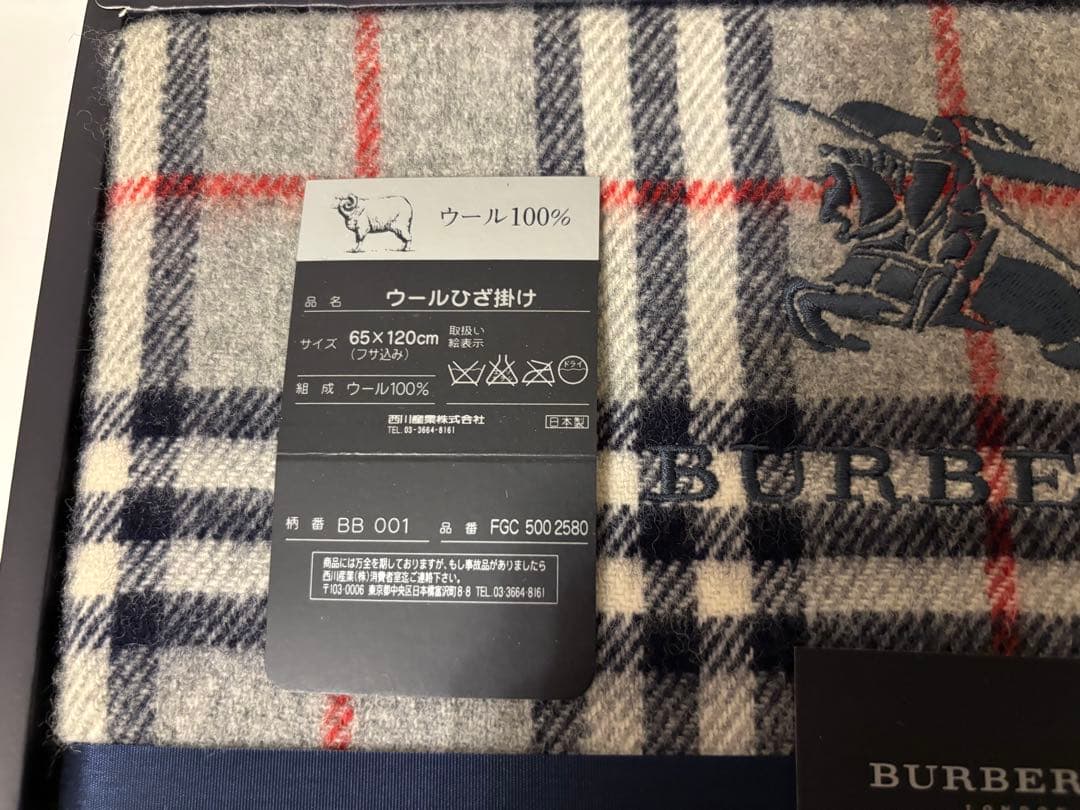 ウール100%
品 名 ウールひざ掛け
サイズ 65×120cm
(フサ込み)
取扱い
絵表示
ドライ
組 成 ウール100%
西川産業株式会社
TEL.03-3664-8161
日本製
柄 番 BB 001
品 番 FGC 500 2580
商品には万全を期しておりますが、もし事故品がありましたら
西川産業(株)消費者室迄ご連絡下さい。
〒103-0006 東京都中央区日本橋富沢町8-8 TEL.03-3664-8161
BURBE
BURBER